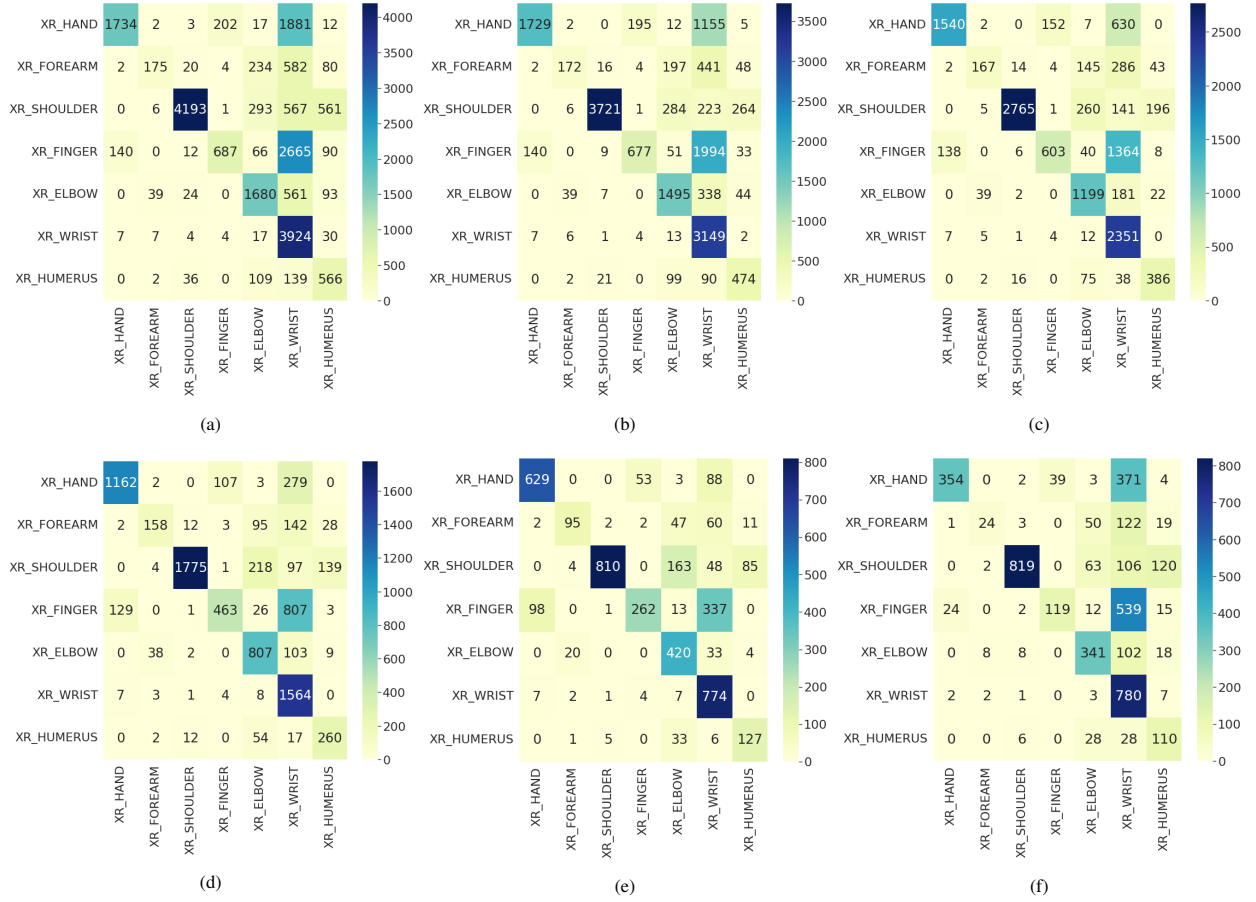 XR_HAND 1734 2 3 202 17 1881 12
XR_FOREARM 2 175 20 4 234 582 80
XR_SHOULDER 0 6 4193 1 293 567 561
XR_FINGER 140 0 12 687 66 2665 90
XR_ELBOW 0 39 24 0 1680 561 93
XR_WRIST 7 7 4 4 17 3924 30
XR_HUMERUS 0 2 36 0 109 139 566
XR_HAND
XR_FOREARM
XR_SHOULDER
XR_FINGER
XR_ELBOW
XR_WRIST
XR_HUMERUS
4000
3500
3000
2500
2000
1500
1000
500
0
(a)
XR_HAND 1729 2 0 195 12 1155 5
XR_FOREARM 2 172 16 4 197 441 48
XR_SHOULDER 0 6 3721 1 284 223 264
XR_FINGER 140 0 9 677 51 1994 33
XR_ELBOW 0 39 7 0 1495 338 44
XR_WRIST 7 6 1 4 13 3149 2
XR_HUMERUS 0 2 21 0 99 90 474
XR_HAND
XR_FOREARM
XR_SHOULDER
XR_FINGER
XR_ELBOW
XR_WRIST
XR_HUMERUS
3500
3000
2500
2000
1500
1000
500
0
(b)
XR_HAND 1540 2 0 152 7 630 0
XR_FOREARM 2 167 14 4 145 286 43
XR_SHOULDER 0 5 2765 1 260 141 196
XR_FINGER 138 0 6 603 40 1364 8
XR_ELBOW 0 39 2 0 1199 181 22
XR_WRIST 7 5 1 4 12 2351 0
XR_HUMERUS 0 2 16 0 75 38 386
XR_HAND
XR_FOREARM
XR_SHOULDER
XR_FINGER
XR_ELBOW
XR_WRIST
XR_HUMERUS
2500
2000
1500
1000
500
0
(c)
XR_HAND 1162 2 0 107 3 279 0
XR_FOREARM 2 158 12 3 95 142 28
XR_SHOULDER 0 4 1775 1 218 97 139
XR_FINGER 129 0 1 463 26 807 3
XR_ELBOW 0 38 2 0 807 103 9
XR_WRIST 7 3 1 4 8 1564 0
XR_HUMERUS 0 2 12 0 54 17 260
XR_HAND
XR_FOREARM
XR_SHOULDER
XR_FINGER
XR_ELBOW
XR_WRIST
XR_HUMERUS
1600
1400
1200
1000
800
600
400
200
0
(d)
XR_HAND 629 0 0 53 3 88 0
XR_FOREARM 2 95 2 2 47 60 11
XR_SHOULDER 0 4 810 0 163 48 85
XR_FINGER 98 0 1 262 13 337 3
XR_ELBOW 0 20 0 0 420 33 4
XR_WRIST 7 2 1 4 7 774 0
XR_HUMERUS 0 1 5 0 33 6 127
XR_HAND
XR_FOREARM
XR_SHOULDER
XR_FINGER
XR_ELBOW
XR_WRIST
XR_HUMERUS
800
700
600
500
400
300
200
100
0
(e)
XR_HAND 354 0 2 39 3 371 4
XR_FOREARM 1 24 3 0 50 122 19
XR_SHOULDER 0 2 819 0 63 106 120
XR_FINGER 24 0 2 119 12 539 15
XR_ELBOW 0 8 8 0 341 102 18
XR_WRIST 2 2 1 0 3 780 7
XR_HUMERUS 0 0 6 0 28 28 110
XR_HAND
XR_FOREARM
XR_SHOULDER
XR_FINGER
XR_ELBOW
XR_WRIST
XR_HUMERUS
800
700
600
500
400
300
200
100
0
(f)